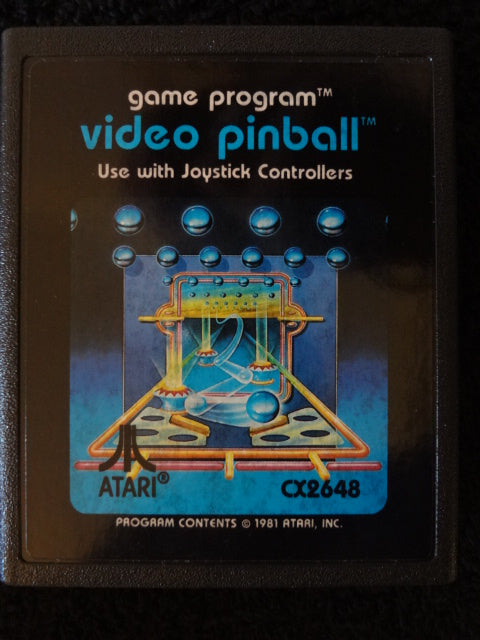 game program™
video pinball™
Use with Joystick Controllers
ATARI®
CX2648
PROGRAM CONTENTS © 1981 ATARI, INC.